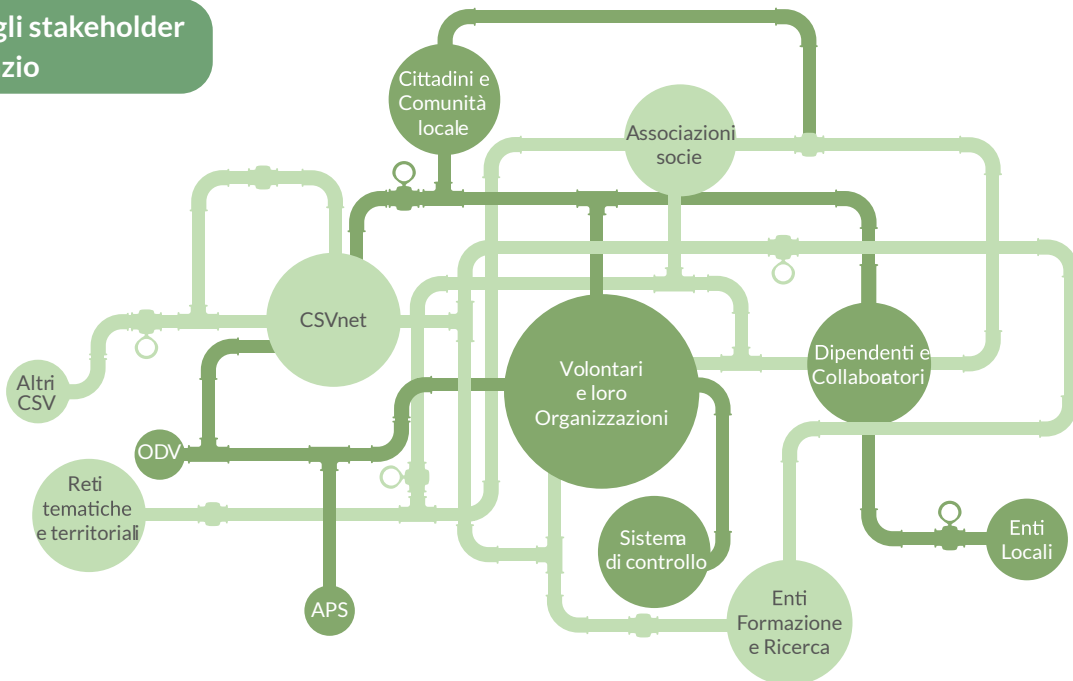 gli stakeholder
zio
Cittadini e
Comunità
locale
Associazioni
socie
CSVnet
Altri
CSV
Volontari
e loro
Organizzazioni
Dipendenti e
Collaboratori
ODV
Reti
tematiche
e territoriali
Sistema
di controllo
Enti
Locali
APS
Enti
Formazione
e Ricerca